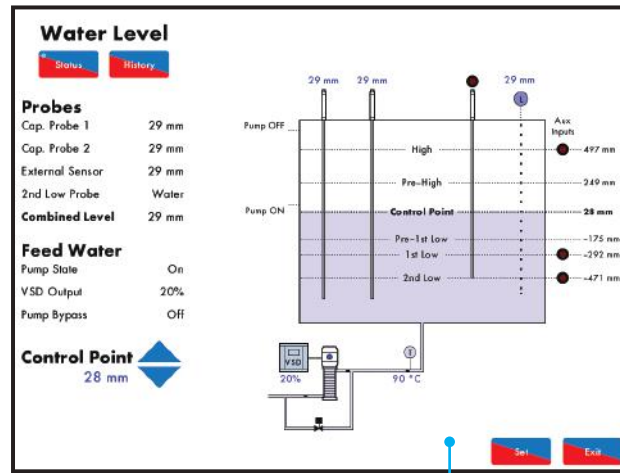 Water Level
Status
History
Probes
Cap. Probe 1 29 mm
Cap. Probe 2 29 mm
External Sensor 29 mm
2nd Low Probe Water
Combined Level 29 mm
Feed Water
Pump State On
VSD Output 20%
Pump Bypass Off
Control Point
28 mm
29 mm 29 mm 29 mm
L
Aux
Inputs
Pump OFF
High 497 mm
Pre-High 249 mm
Pump ON Control Point 28 mm
Pre-1st Low -175 mm
1st Low -292 mm
2nd Low -471 mm
VSD
T
20% 90 °C
Set
Exit